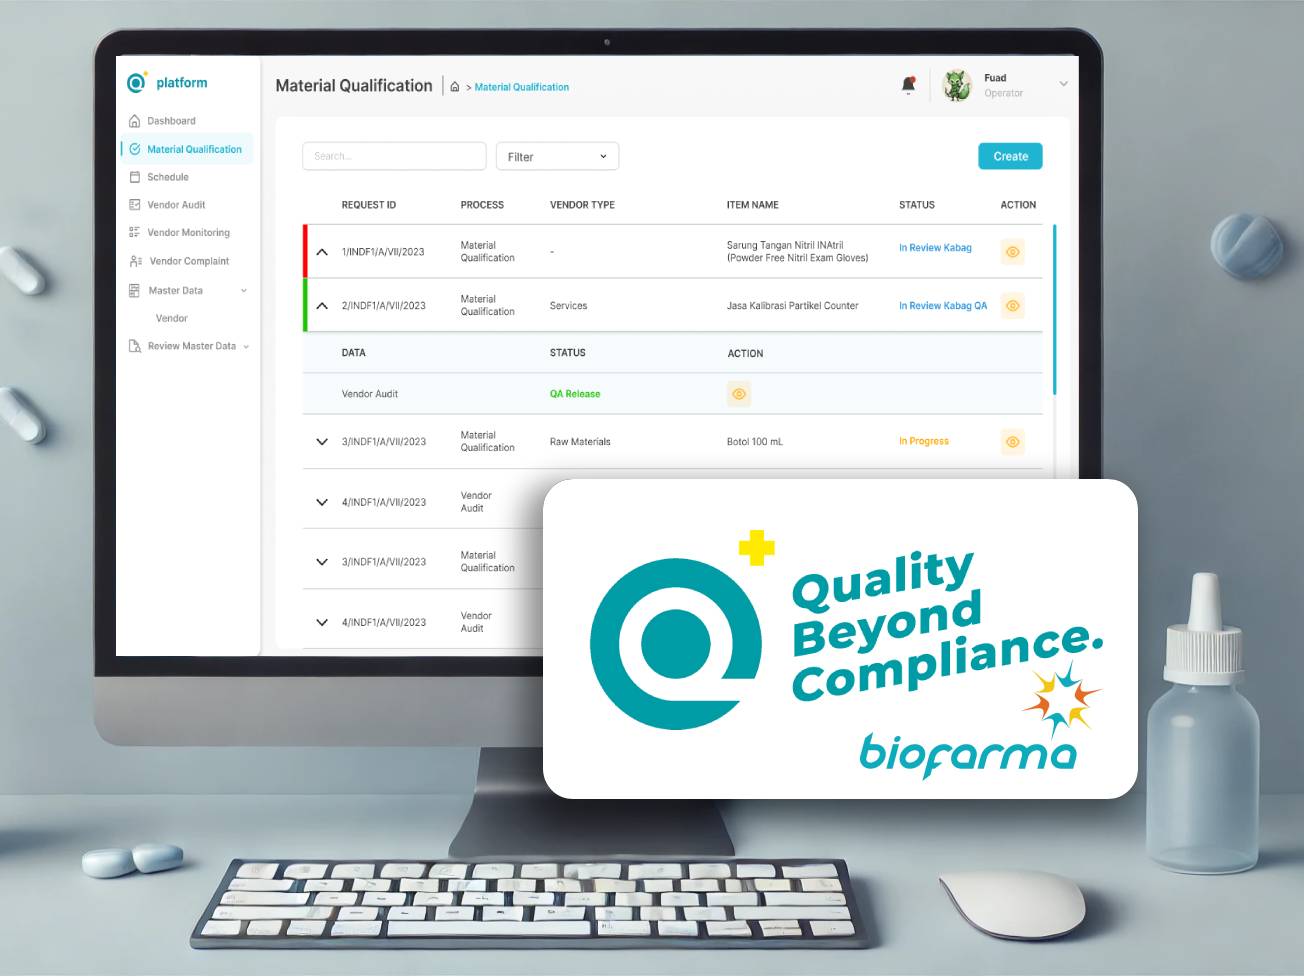 platform
Dashboard
Material Qualification
Schedule
Vendor Audit
Vendor Monitoring
Vendor Complaint
Master Data
Vendor
Review Master Data
Material Qualification
> Material Qualification
Fuad
Operator
Search...
Filter
Create
REQUEST ID PROCESS VENDOR TYPE ITEM NAME STATUS ACTION
1/INDF1/A/VII/2023 Material Qualification - Sarung Tangan Nitril INAtril (Powder Free Nitril Exam Gloves) In Review Kabag
2/INDF1/A/VII/2023 Material Qualification Services Jasa Kalibrasi Partikel Counter In Review Kabag QA
DATA STATUS ACTION
Vendor Audit QA Release
3/INDF1/A/VII/2023 Material Qualification Raw Materials Botol 100 mL In Progress
4/INDF1/A/VII/2023 Vendor Audit
3/INDF1/A/VII/2023 Material Qualification
4/INDF1/A/VII/2023 Vendor Audit
Quality
Beyond
Compliance.
biofarma